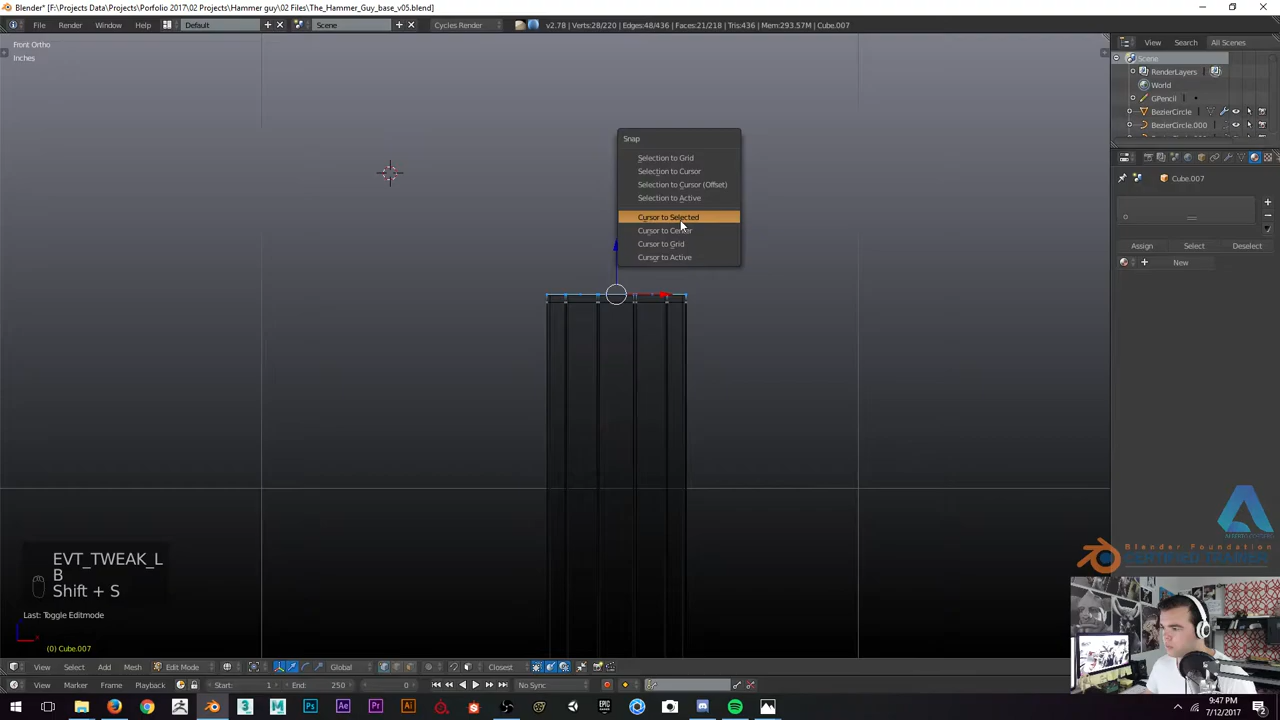 Blender* [F:\Projects Data\Projects\Porfolio 2017\02 Projects\Hammer guy\02 Files\The_Hammer_Guy_base_v05.blend]
File Render Window Help Default Scene Cycles Render v2.78 | Verts:28/220 | Edges:48/436 | Faces:21/218 | Tris:436 | Mem:293.57M | Cube.007
View Search All Scenes
Front Ortho
Inches
Scene
RenderLayers
World
GPencil
BezierCircle
BezierCircle.000
Cube.007
Assign Select Deselect
New
Snap
Selection to Grid
Selection to Cursor
Selection to Cursor (Offset)
Selection to Active
Cursor to Selected
Cursor to Center
Cursor to Grid
Cursor to Active
EVT_TWEAK_L
B
Shift + S
Last: Toggle Editmode
(0) Cube.007
Blender Foundation
CERTIFIED TRAINER
View Select Add Mesh Edit Mode Global Closest
View Marker Frame Playback Start: 1 End: 250 0 No Sync
9:47 PM
7/12/2017